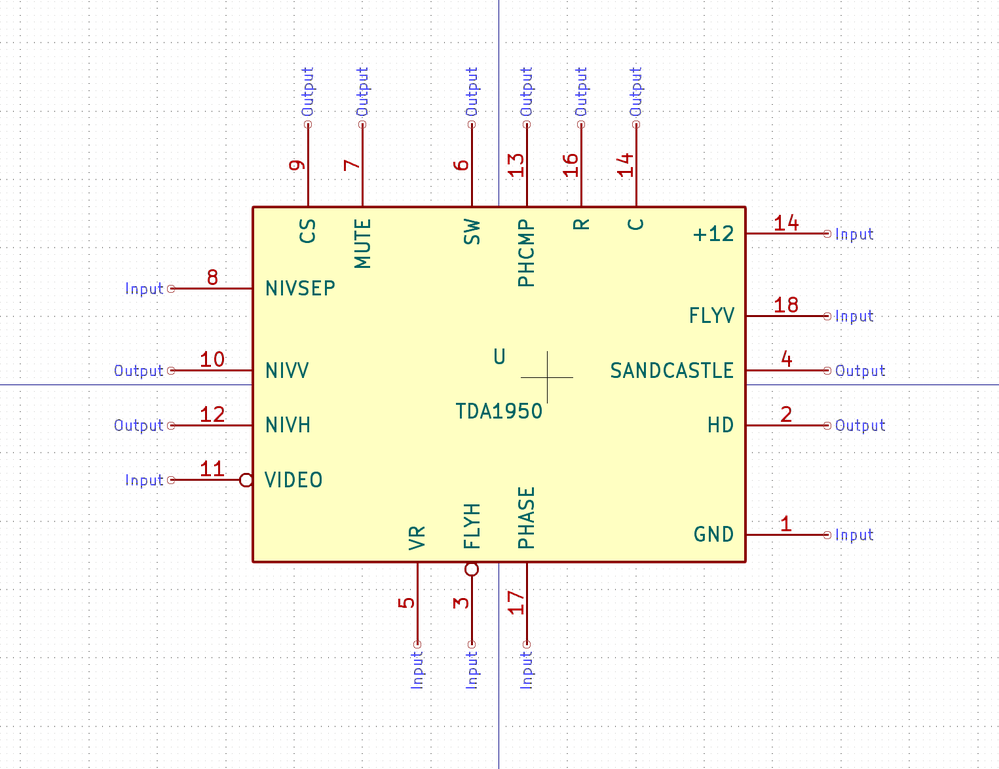 Output
Output
Output
Output
Output
Output
9
7
6
13
16
14
CS
MUTE
SW
PHCMP
R
C
+12
14
Input
Input
8
NIVSEP
FLYV
18
Input
U
Output
10
NIVV
SANDCASTLE
4
Output
TDA1950
Output
12
NIVH
HD
2
Output
Input
11
VIDEO
VR
FLYH
PHASE
GND
1
Input
5
3
17
Input
Input
Input